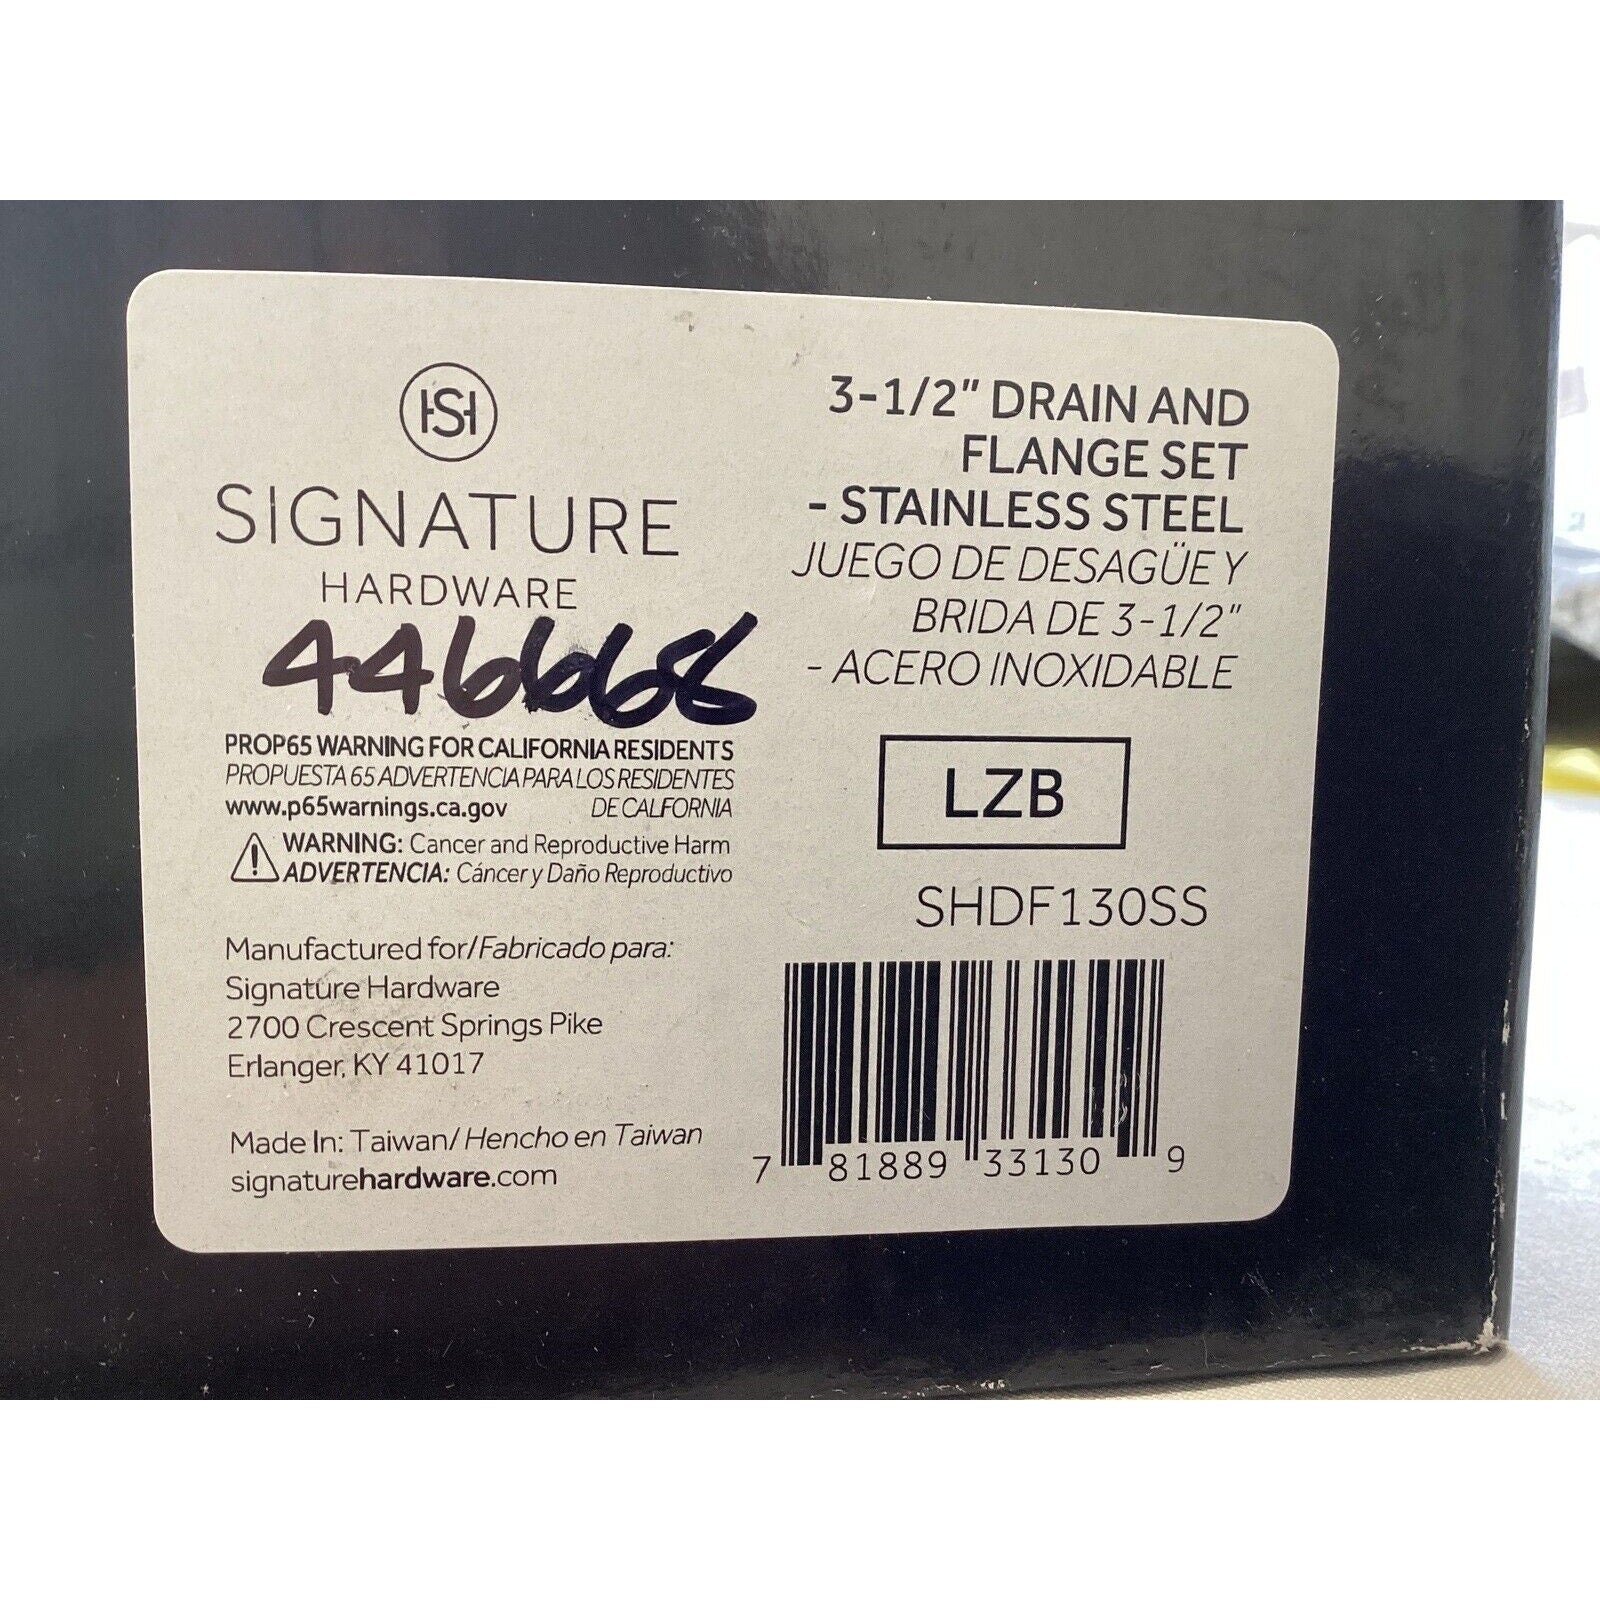 HSH
SIGNATURE
HARDWARE
446668
PROP65 WARNING FOR CALIFORNIA RESIDENTS
PROPUESTA 65 ADVERTENCIA PARA LOS RESIDENTES
www.p65warnings.ca.gov DE CALIFORNIA
WARNING: Cancer and Reproductive Harm
ADVERTENCIA: Cáncer y Daño Reproductivo
Manufactured for/Fabricado para:
Signature Hardware
2700 Crescent Springs Pike
Erlanger, KY 41017
Made In: Taiwan/Hencho en Taiwan
signaturehardware.com
3-1/2" DRAIN AND
FLANGE SET
- STAINLESS STEEL
JUEGO DE DESAGÜE Y
BRIDA DE 3-1/2"
- ACERO INOXIDABLE
LZB
SHDF130SS
7 81889 33130 9